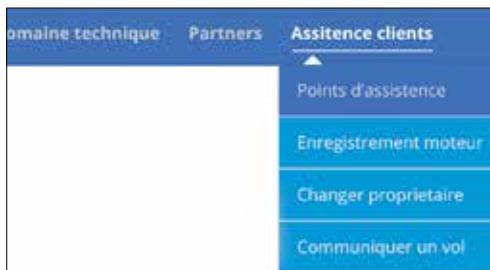 omaine technique Partners Assitence clients
Points d'assistence
Enregistrement moteur
Changer proprietaire
Communiquer un vol